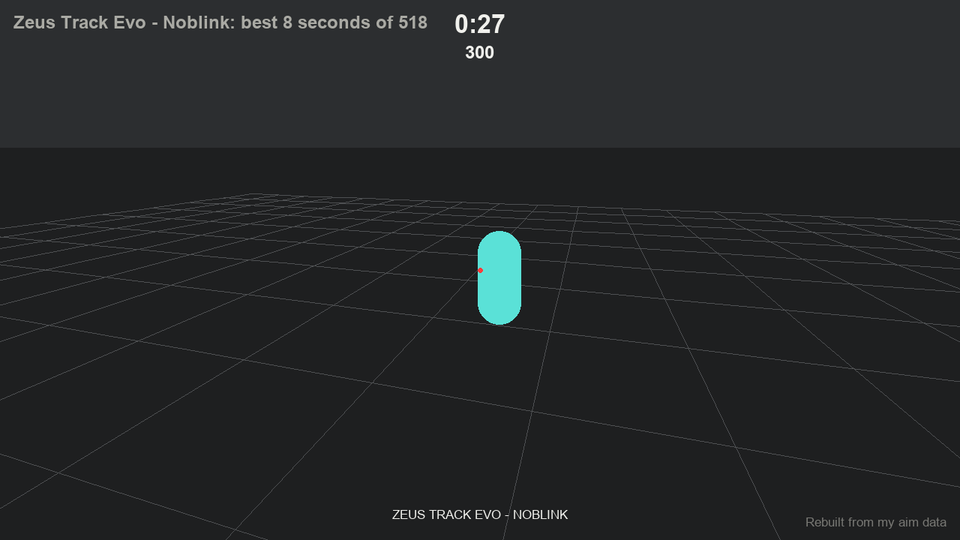 Zeus Track Evo - Noblink: best 8 seconds of 518
0:27
300
ZEUS TRACK EVO - NOBLINK
Rebuilt from my aim data